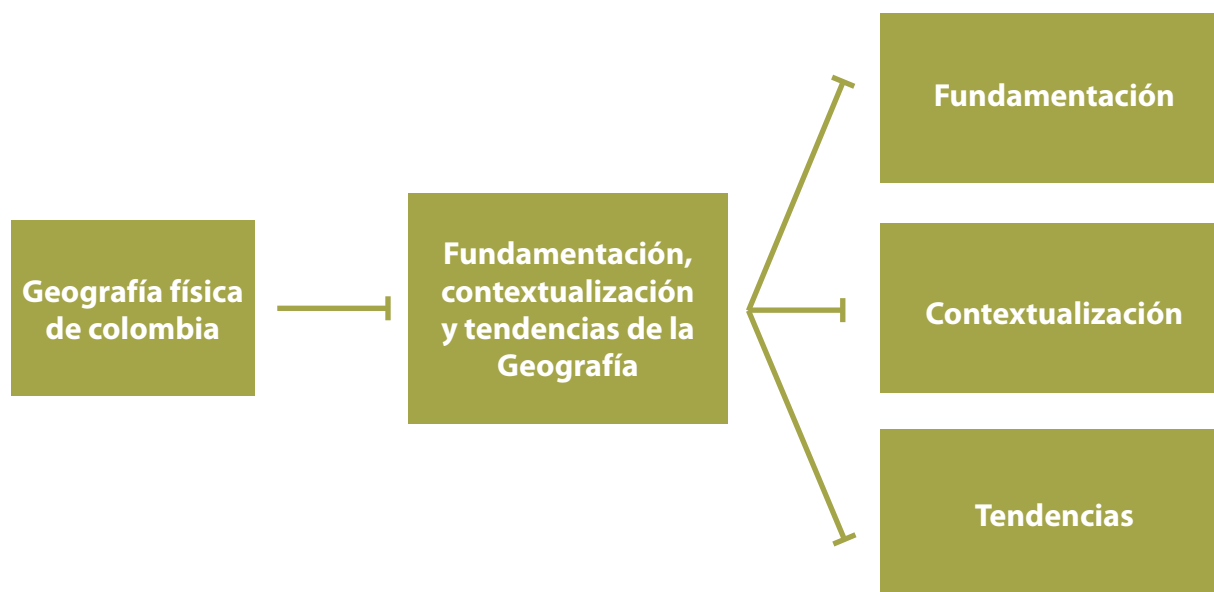 Geografía física
de colombia
Fundamentación,
contextualización
y tendencias de la
Geografía
Fundamentación
Contextualización
Tendencias